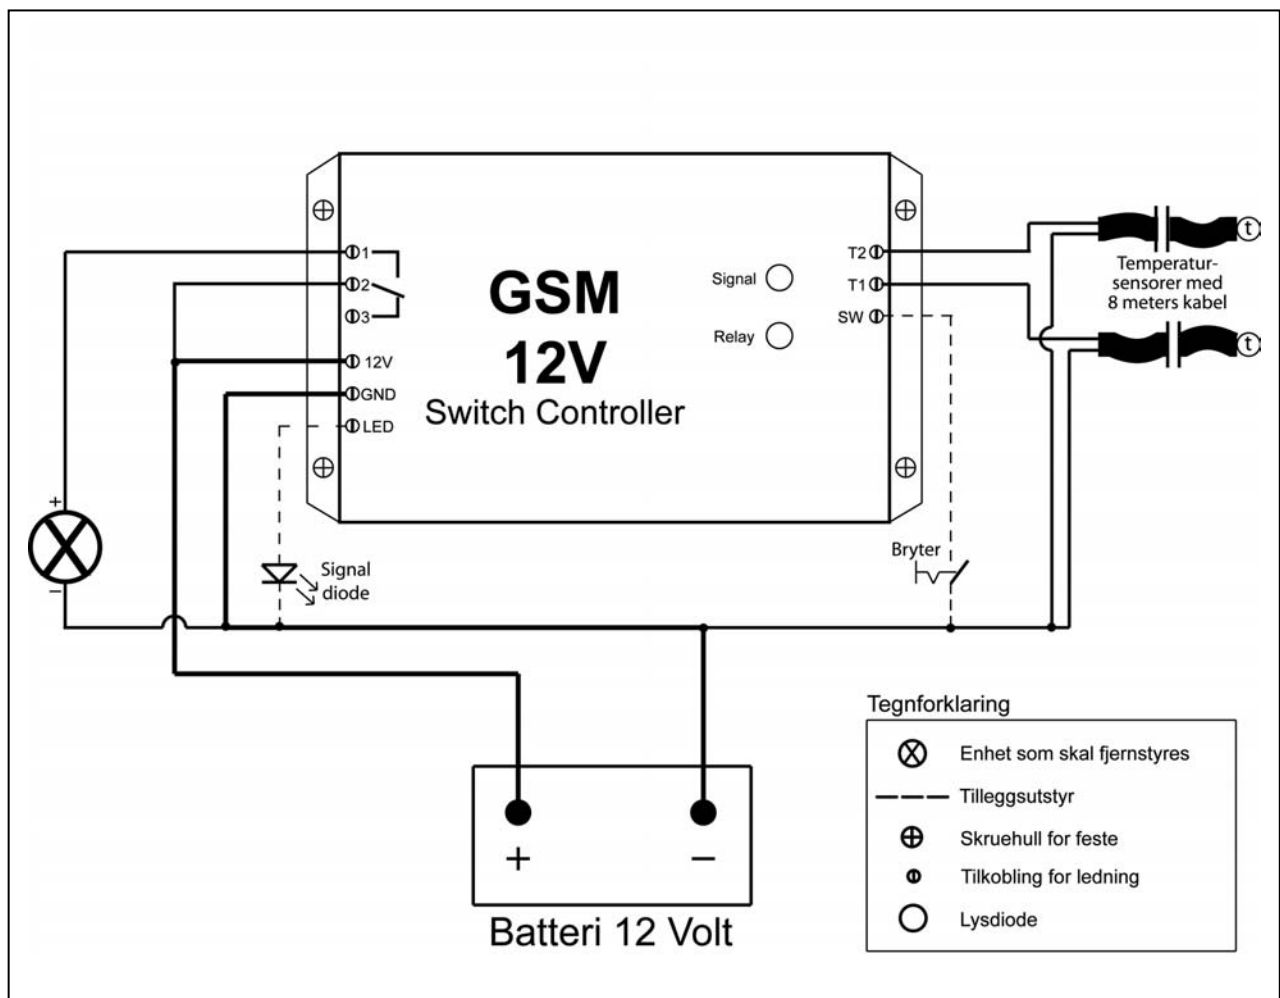 GSM
12V
Switch Controller
1
2
3
12V
GND
LED
Signal
Relay
T2
T1
SW
t
Temperatur-
sensorer med
8 meters kabel
t
+
−
Signal
diode
Bryter
+
−
Batteri 12 Volt
Tegnforklaring
Enhet som skal fjernstyres
Tilleggsutstyr
Skruehull for feste
Tilkobling for ledning
Lysdiode